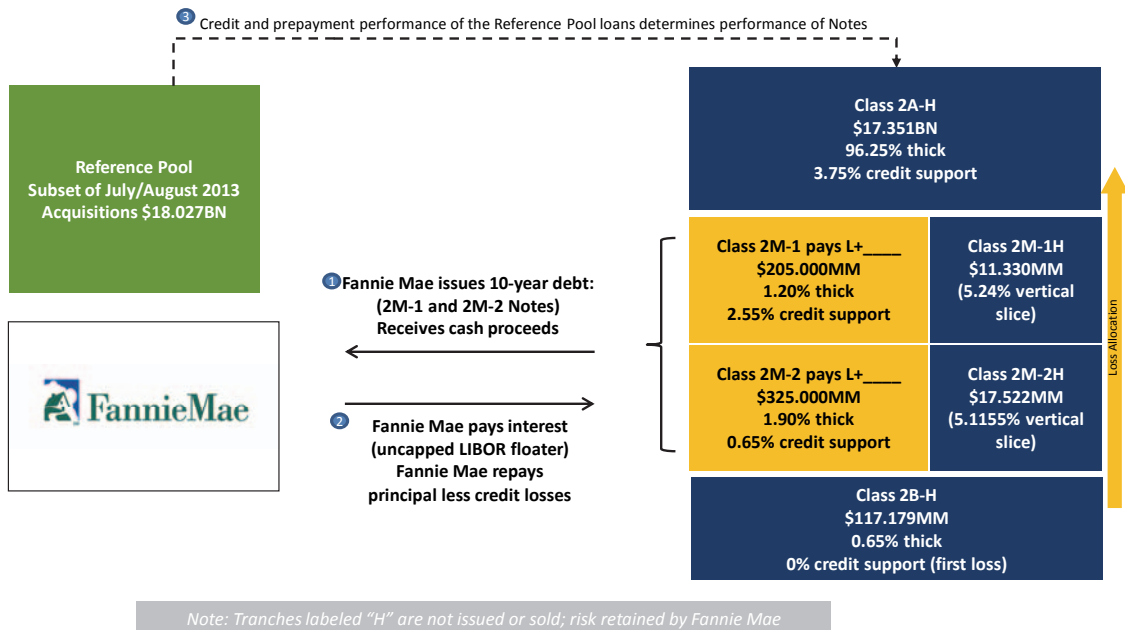 3 Credit and prepayment performance of the Reference Pool loans determines performance of Notes
Reference Pool
Subset of July/August 2013
Acquisitions $18.027BN
FannieMae
1 Fannie Mae issues 10-year debt:
(2M-1 and 2M-2 Notes)
Receives cash proceeds
2
Fannie Mae pays interest
(uncapped LIBOR floater)
Fannie Mae repays
principal less credit losses
Class 2A-H
$17.351BN
96.25% thick
3.75% credit support
Class 2M-1 pays L+____
$205.000MM
1.20% thick
2.55% credit support
Class 2M-1H
$11.330MM
(5.24% vertical
slice)
Class 2M-2 pays L+____
$325.000MM
1.90% thick
0.65% credit support
Class 2M-2H
$17.522MM
(5.1155% vertical
slice)
Class 2B-H
$117.179MM
0.65% thick
0% credit support (first loss)
Loss Allocation
Note: Tranches labeled “H” are not issued or sold; risk retained by Fannie Mae